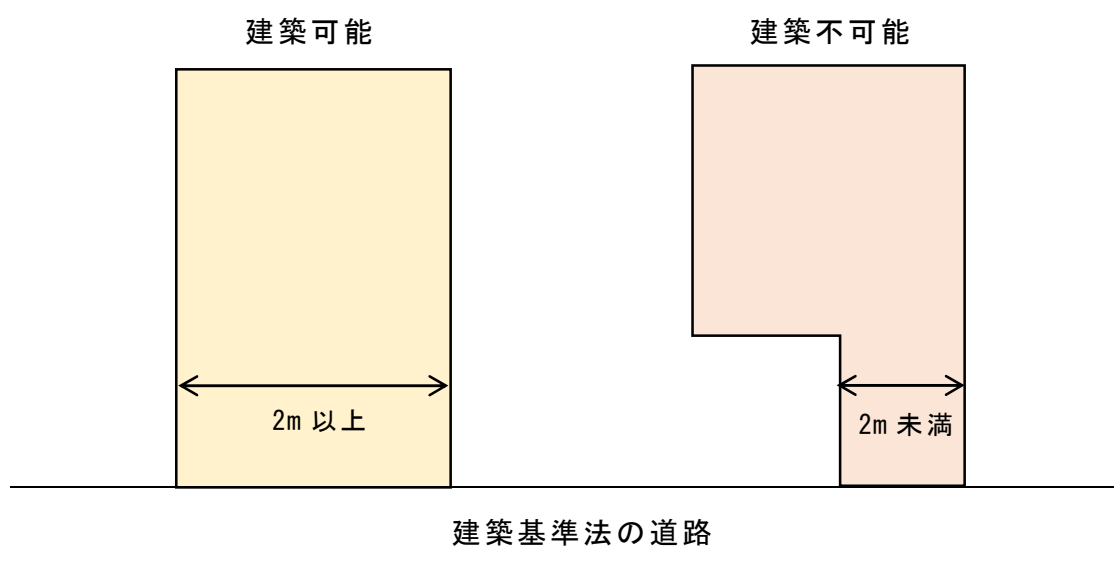 建築可能
建築不可能
2m 以上
2m 未満
建築基準法の道路